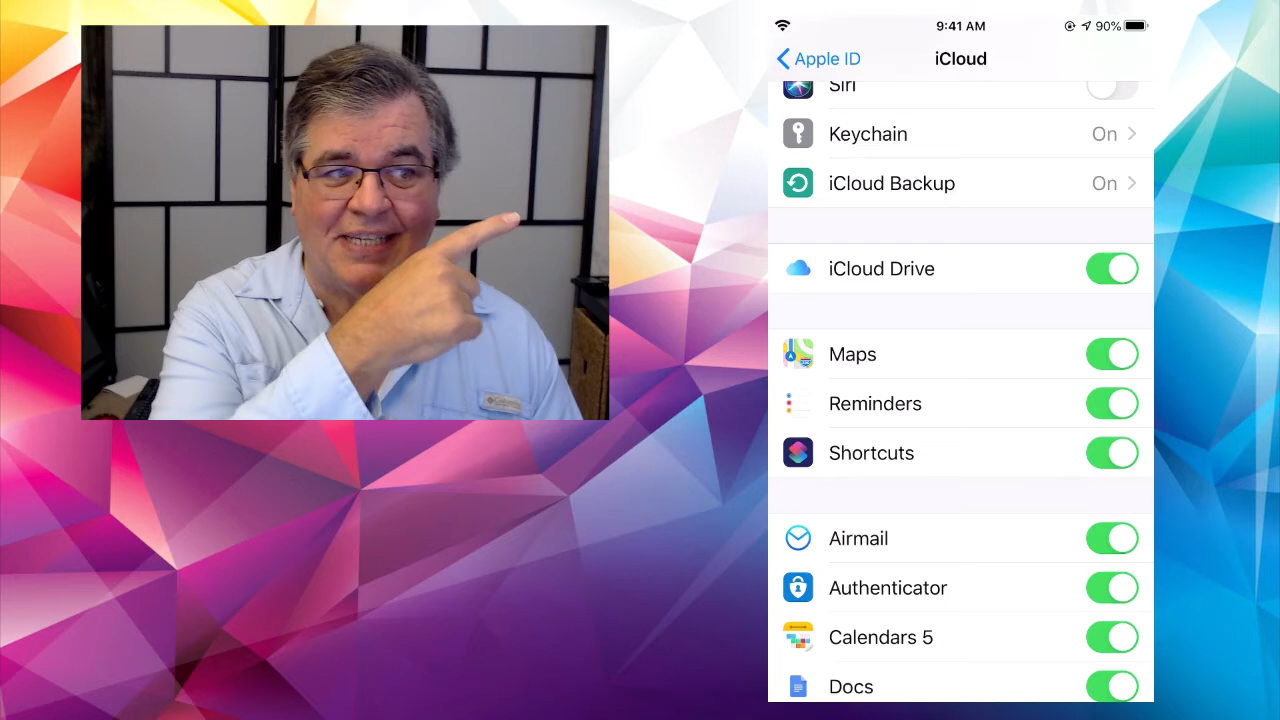 9:41 AM
90%
Apple ID
iCloud
Siri
Keychain On
iCloud Backup On
iCloud Drive
Maps
Reminders
Shortcuts
Airmail
Authenticator
Calendars 5
Docs